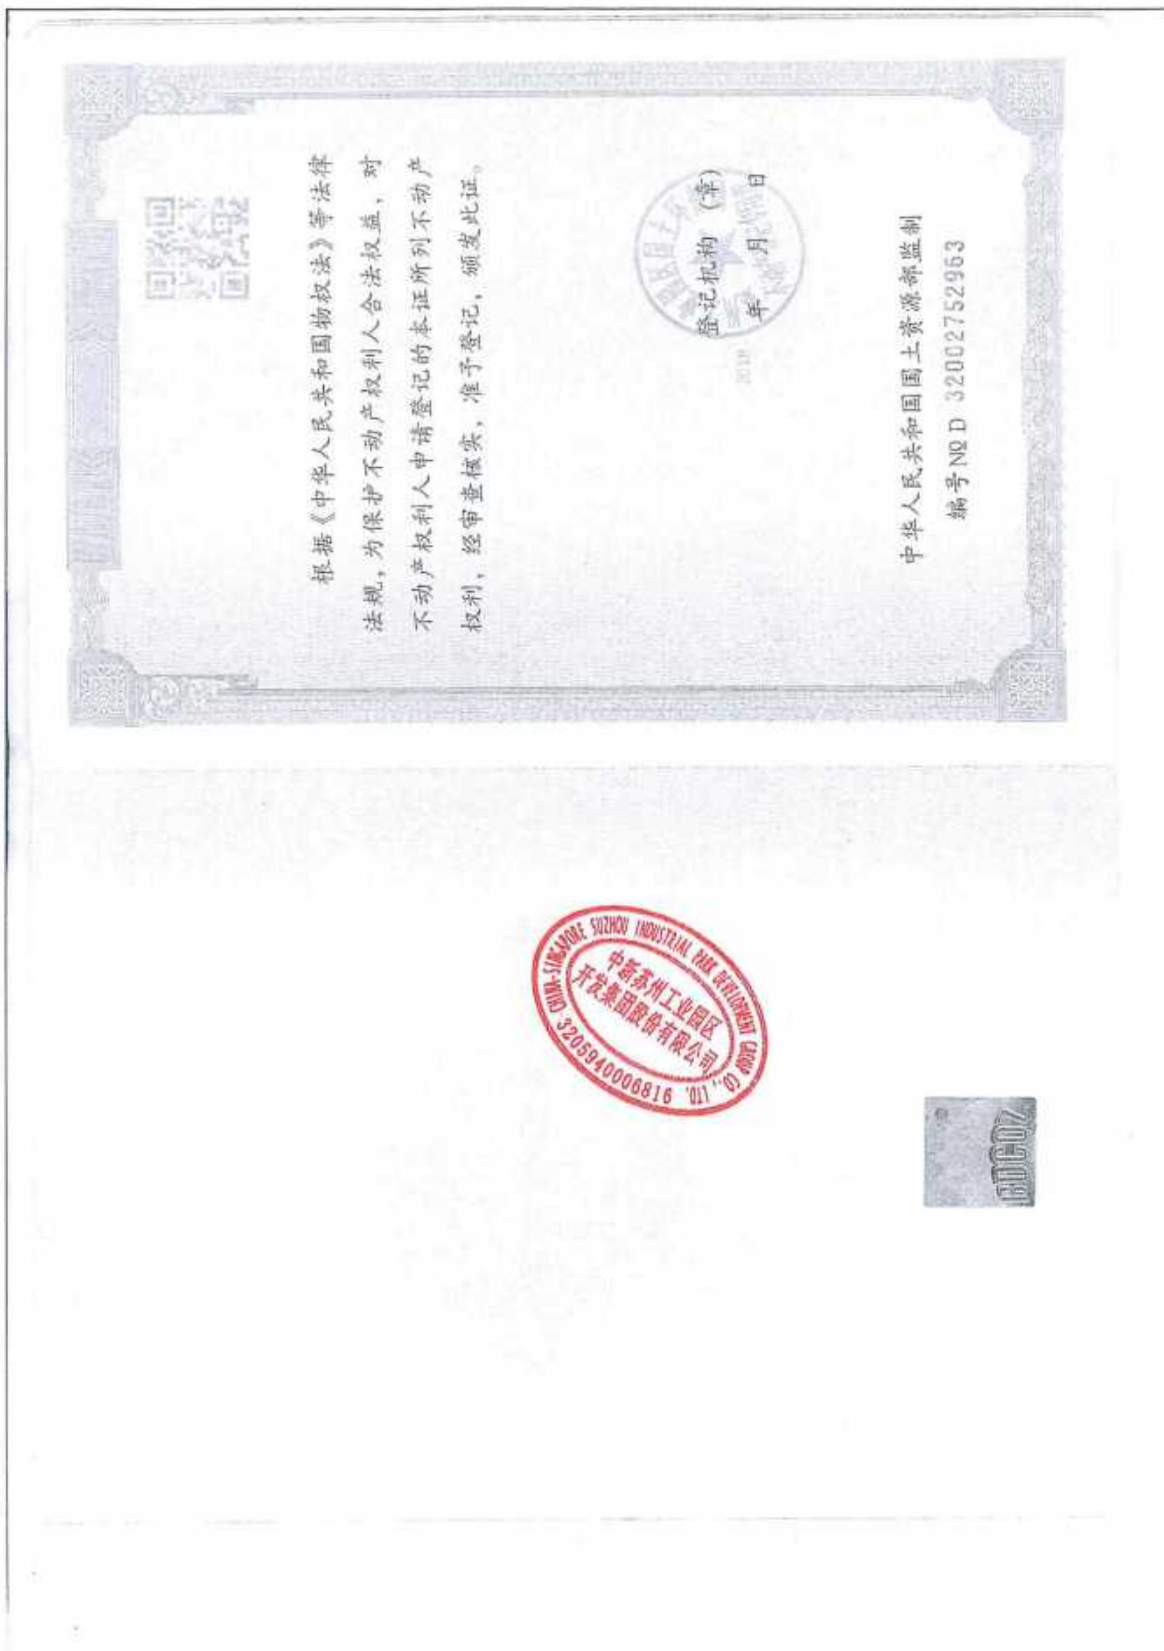 根据《中华人民共和国物权法》等法律
法规，为保护不动产权利人合法权益，对
不动产权利人申请登记的本证所列不动产
权利，经审查核实，准予登记，颁发此证。
登记机构（章）
2018
年 月 日
中华人民共和国国土资源部监制
编号 № D 32002752963
CHINA-SINGAPORE SUZHOU INDUSTRIAL PARK DEVELOPMENT GROUP CO., LTD.
中新苏州工业园区
开发集团股份有限公司
3205940006816
BDCQZ